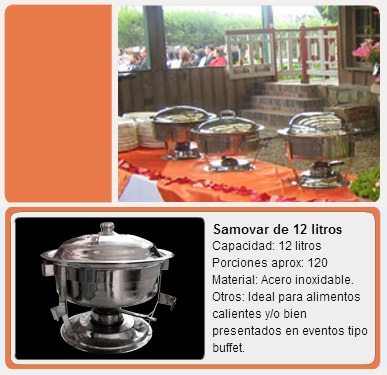 Samovar de 12 litros
Capacidad: 12 litros
Porciones aprox: 120
Material: Acero inoxidable.
Otros: Ideal para alimentos
calientes y/o bien
presentados en eventos tipo
buffet.